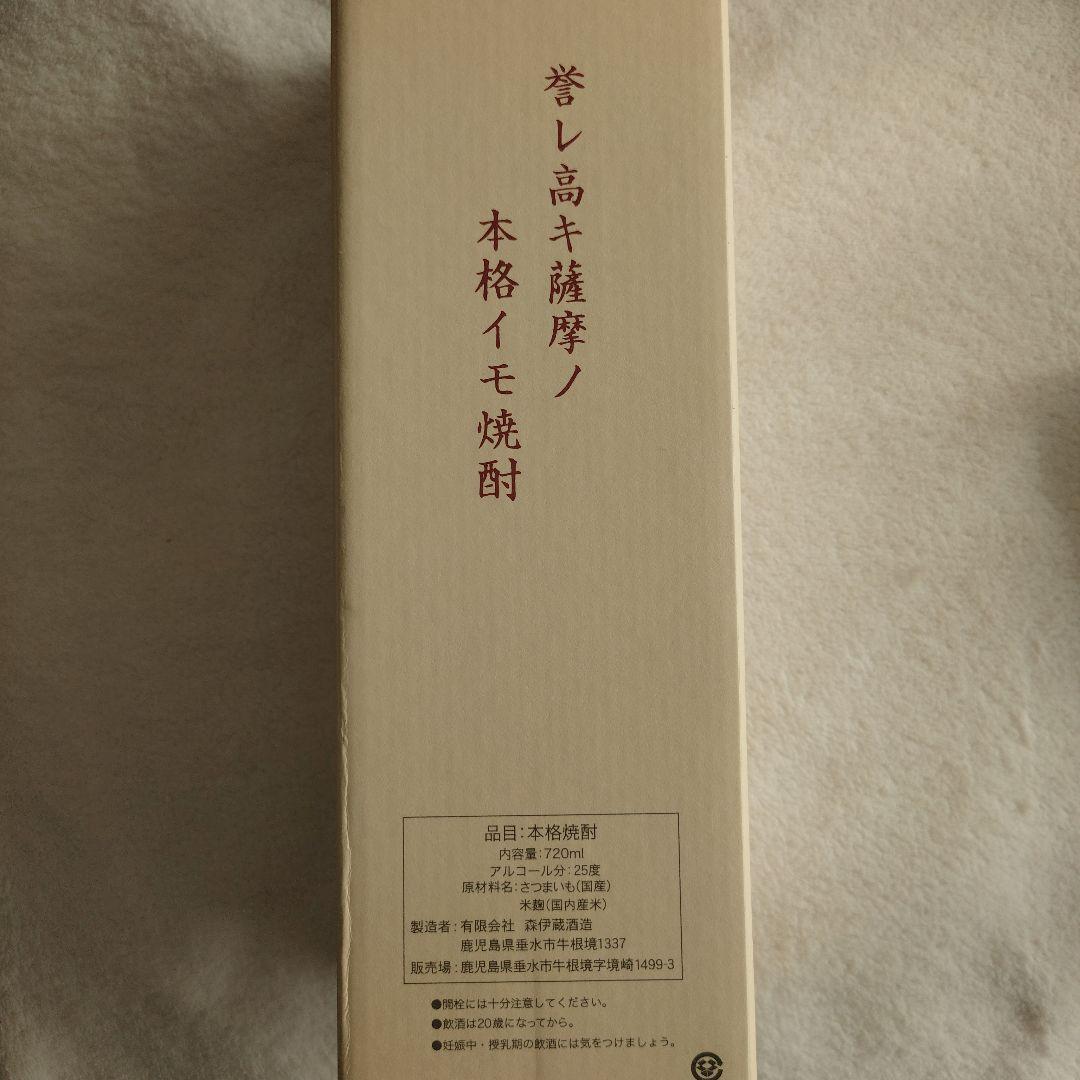 誉レ高キ薩摩ノ
本格イモ焼酎
品目:本格焼酎
内容量:720ml
アルコール分:25度
原材料名:さつまいも(国産)
米麹(国内産米)
製造者:有限会社 森伊蔵酒造
鹿児島県垂水市牛根境1337
販売場:鹿児島県垂水市牛根境字境崎1499-3
●開栓には十分注意してください。
●飲酒は20歳になってから。
●妊娠中・授乳期の飲酒には気をつけましょう。